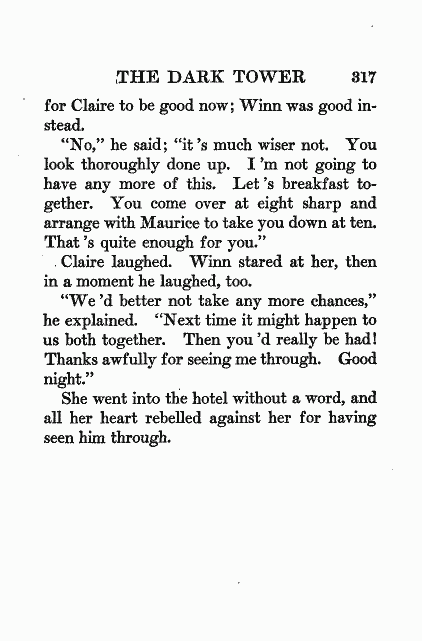 THE DARK TOWER 317
for Claire to be good now; Winn was good in-
stead.
"No," he said; "it 's much wiser not. You
look thoroughly done up. I 'm not going to
have any more of this. Let 's breakfast to-
gether. You come over at eight sharp and
arrange with Maurice to take you down at ten.
That 's quite enough for you."
Claire laughed. Winn stared at her, then
in a moment he laughed, too.
"We 'd better not take any more chances,"
he explained. "Next time it might happen to
us both together. Then you 'd really be had!
Thanks awfully for seeing me through. Good
night."
She went into the hotel without a word, and
all her heart rebelled against her for having
seen him through.